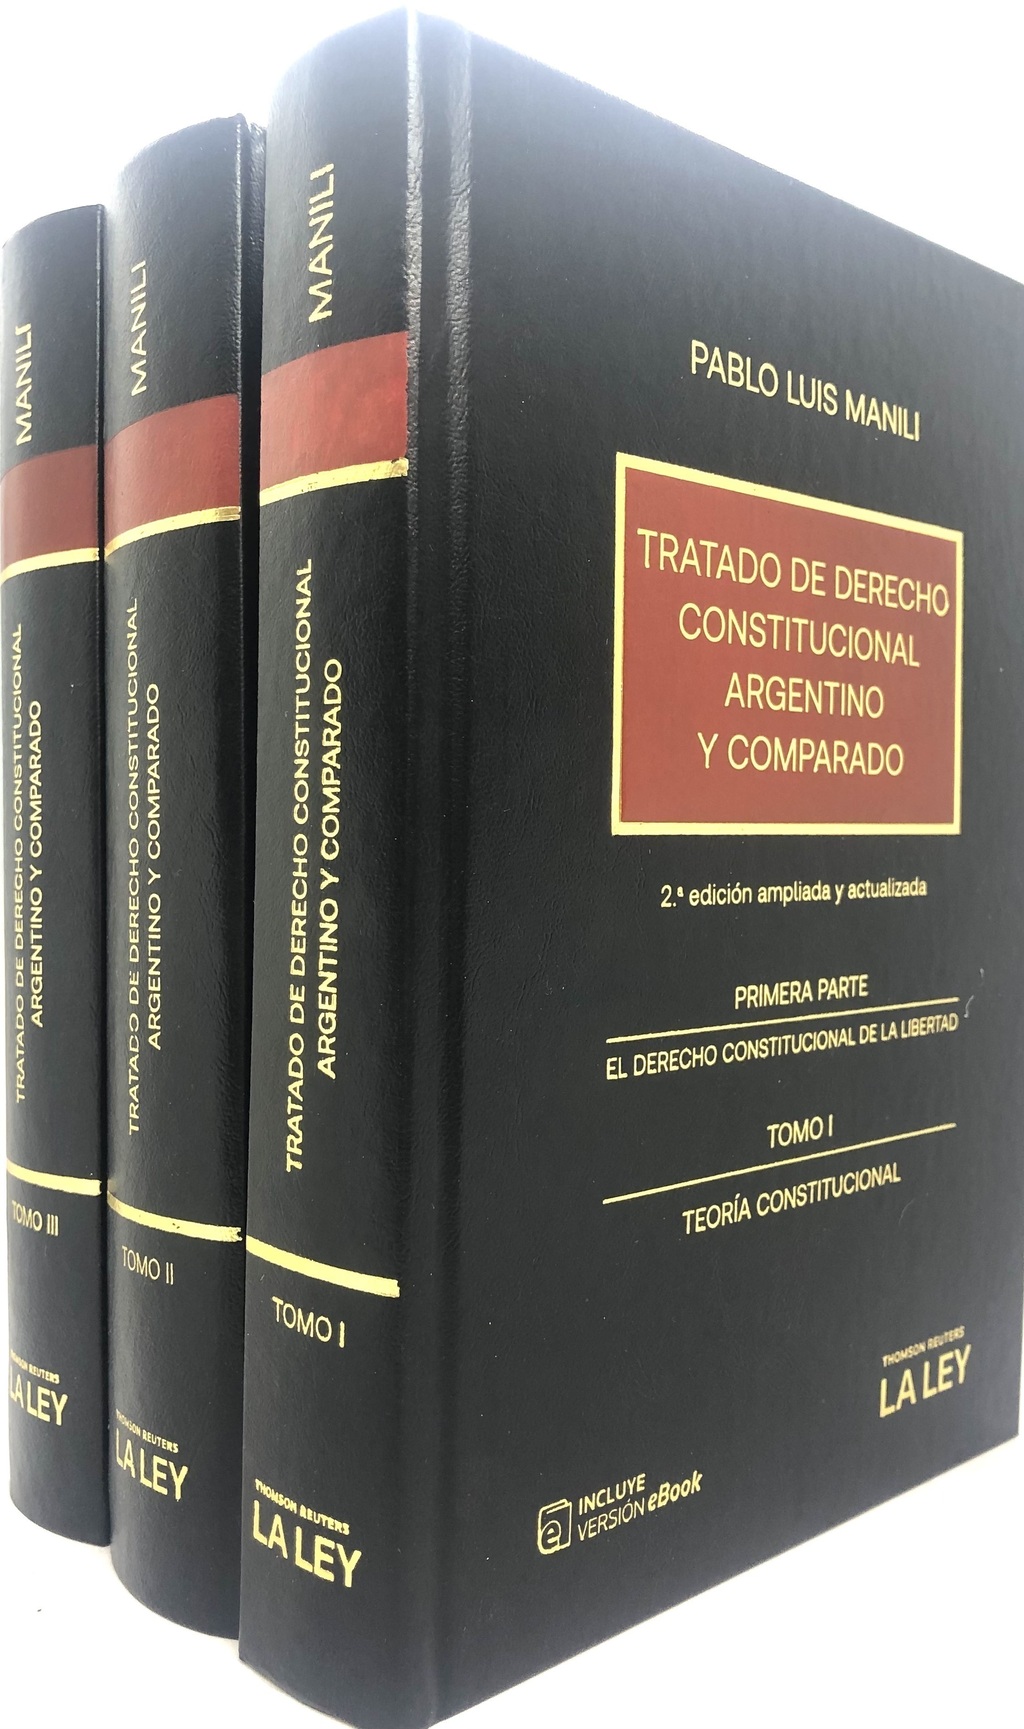 MANILI
TRATADO DE DERECHO CONSTITUCIONAL
ARGENTINO Y COMPARADO
TOMO III
THOMSON REUTERS
LA LEY
MANILI
TRATADO DE DERECHO CONSTITUCIONAL
ARGENTINO Y COMPARADO
TOMO II
THOMSON REUTERS
LA LEY
MANILI
TRATADO DE DERECHO CONSTITUCIONAL
ARGENTINO Y COMPARADO
TOMO I
THOMSON REUTERS
LA LEY
PABLO LUIS MANILI
TRATADO DE DERECHO
CONSTITUCIONAL
ARGENTINO
Y COMPARADO
2.ª edición ampliada y actualizada
PRIMERA PARTE
EL DERECHO CONSTITUCIONAL DE LA LIBERTAD
TOMO I
TEORÍA CONSTITUCIONAL
THOMSON REUTERS
LA LEY
INCLUYE
VERSIÓN eBook